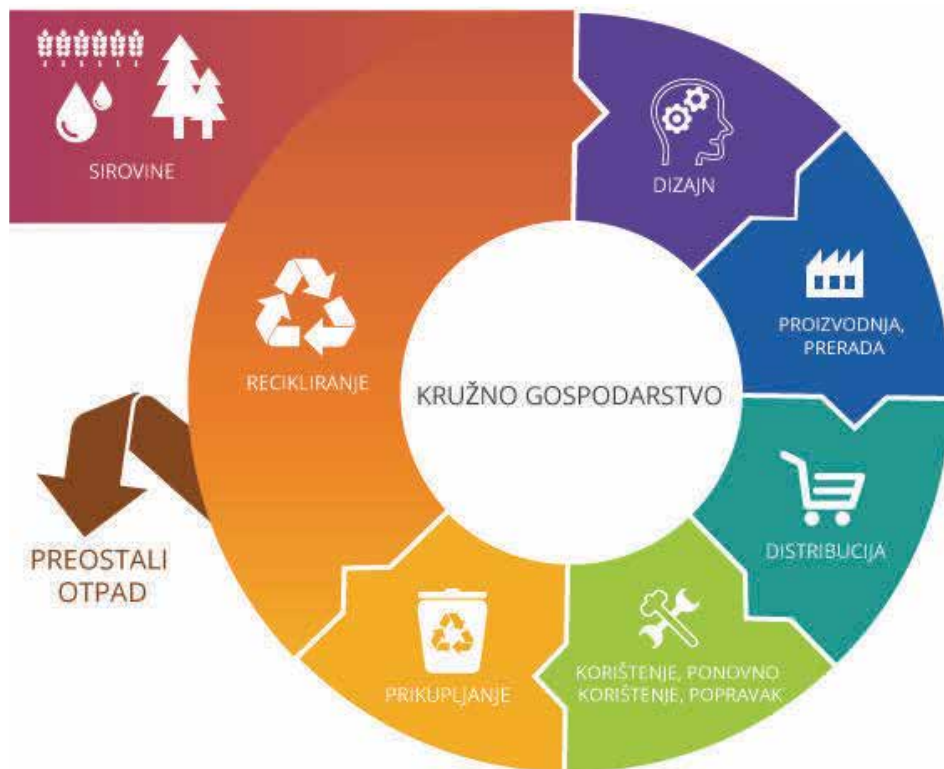 SIROVINE
DIZAJN
PROIZVODNJA,
PRERADA
DISTRIBUCIJA
KORIŠTENJE, PONOVNO
KORIŠTENJE, POPRAVAK
PRIKUPLJANJE
RECIKLIRANJE
KRUŽNO GOSPODARSTVO
PREOSTALI
OTPAD